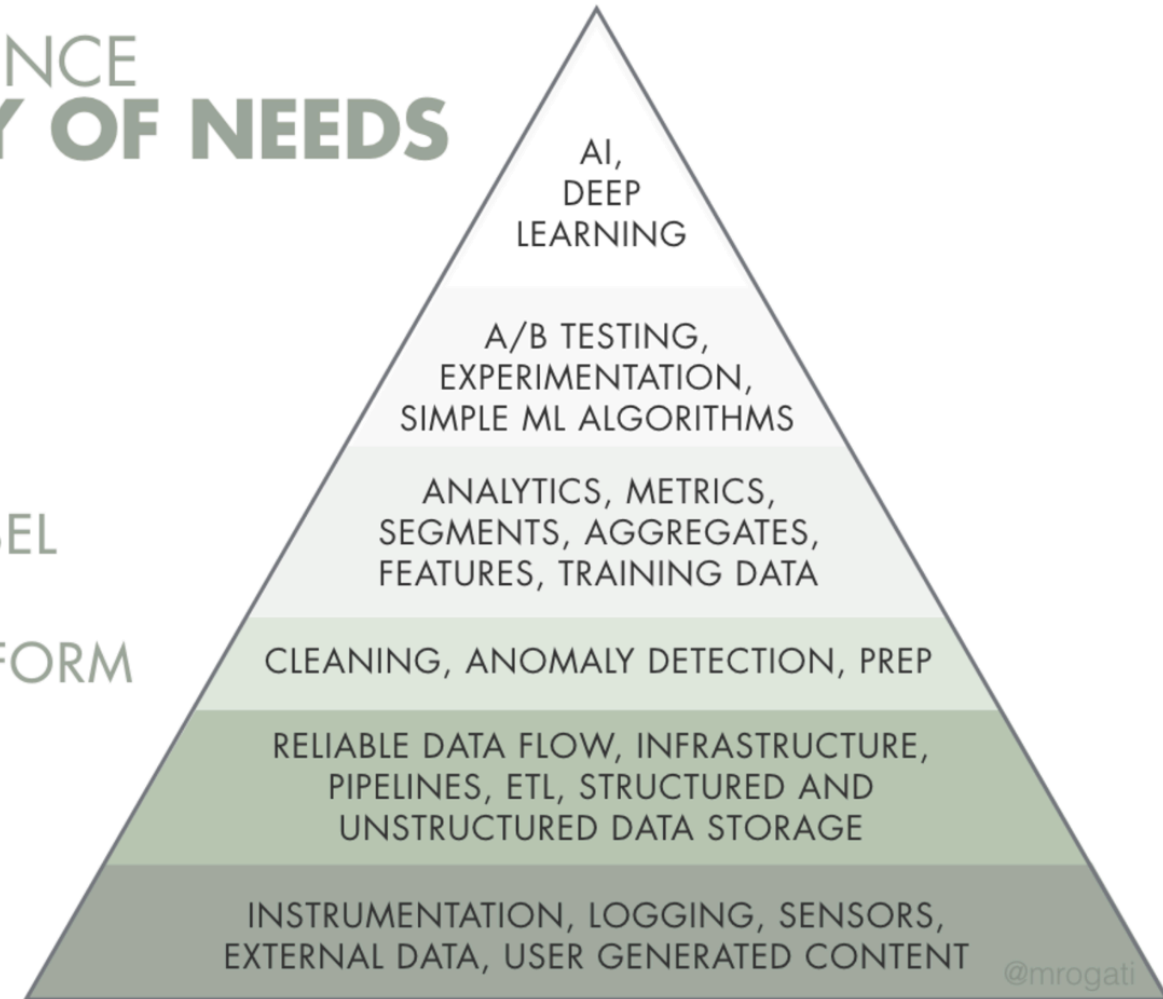 NCE
Y OF NEEDS
AI,
DEEP
LEARNING
A/B TESTING,
EXPERIMENTATION,
SIMPLE ML ALGORITHMS
ANALYTICS, METRICS,
SEGMENTS, AGGREGATES,
FEATURES, TRAINING DATA
BEL
FORM
CLEANING, ANOMALY DETECTION, PREP
RELIABLE DATA FLOW, INFRASTRUCTURE,
PIPELINES, ETL, STRUCTURED AND
UNSTRUCTURED DATA STORAGE
INSTRUMENTATION, LOGGING, SENSORS,
EXTERNAL DATA, USER GENERATED CONTENT
@mrogati